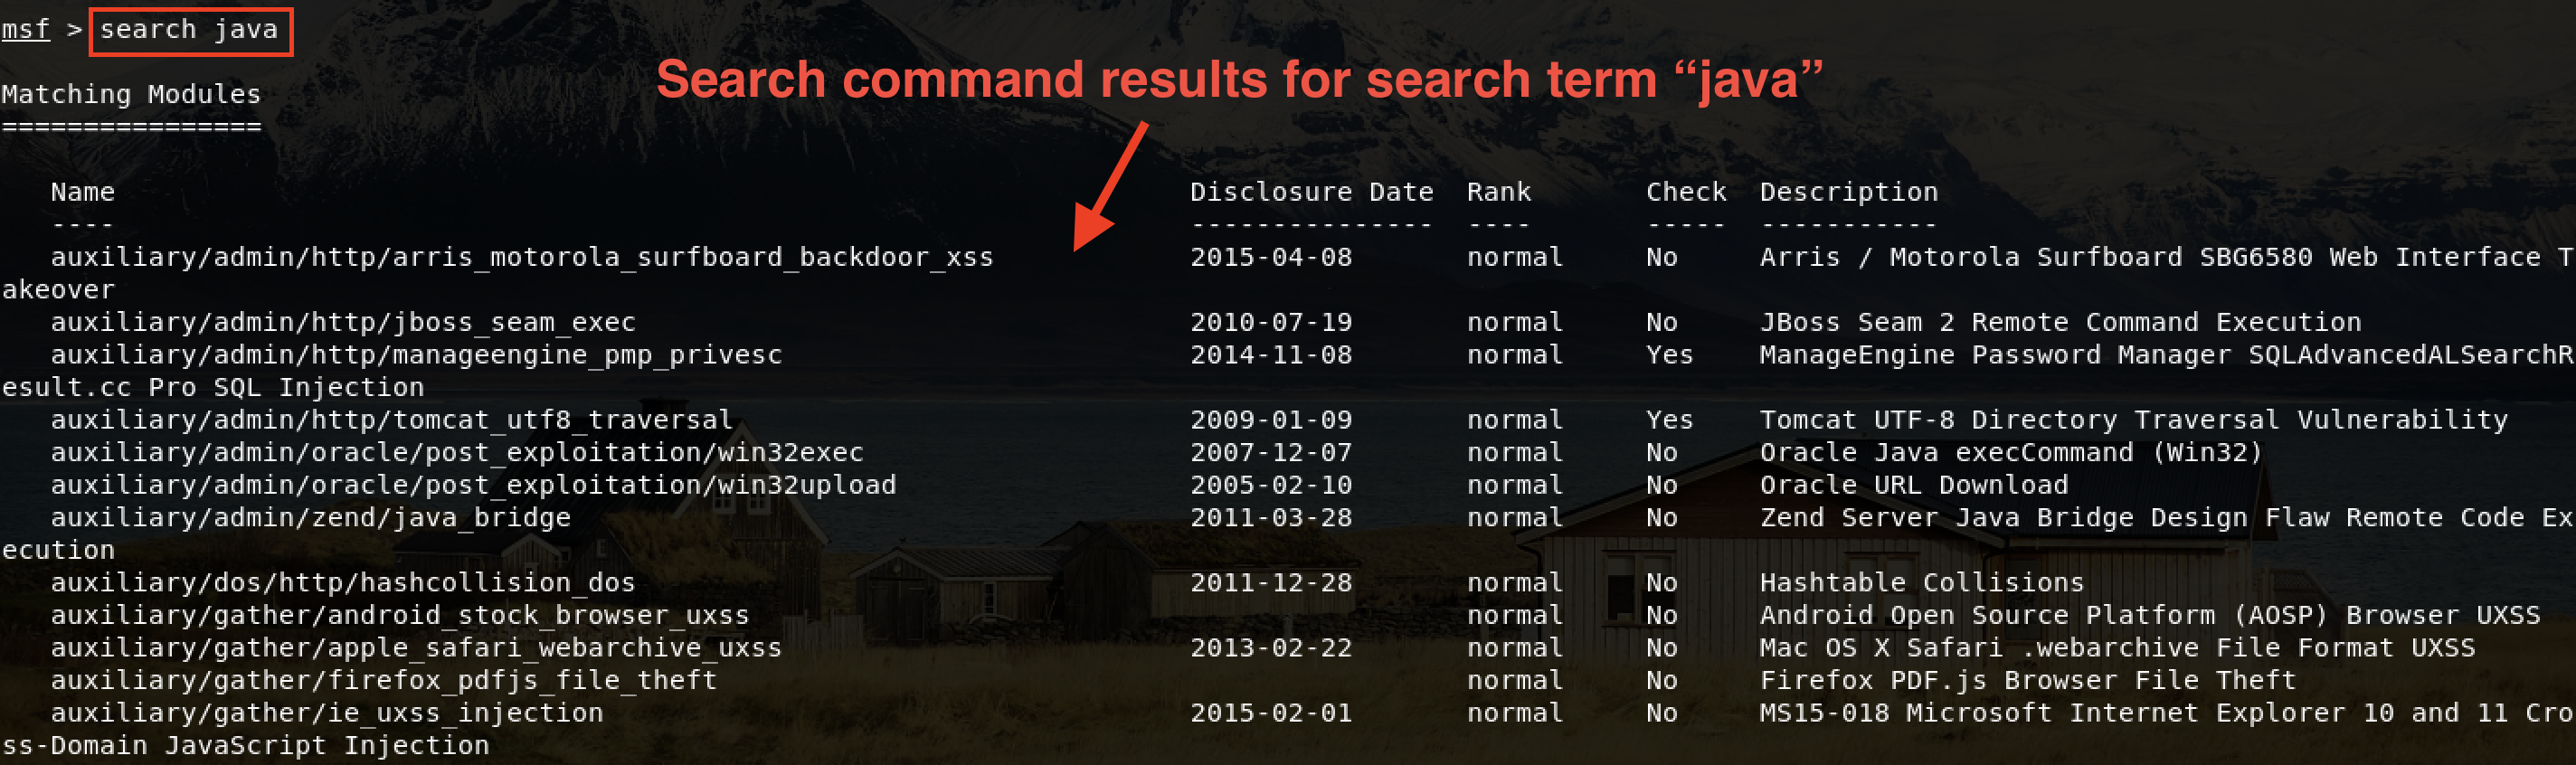 msf > search java
Search command results for search term “java”
Matching Modules
================
Name Disclosure Date Rank Check Description
---- --------------- ---- ----- -----------
auxiliary/admin/http/arris_motorola_surfboard_backdoor_xss 2015-04-08 normal No Arris / Motorola Surfboard SBG6580 Web Interface T
akeover
auxiliary/admin/http/jboss_seam_exec 2010-07-19 normal No JBoss Seam 2 Remote Command Execution
auxiliary/admin/http/manageengine_pmp_privesc 2014-11-08 normal Yes ManageEngine Password Manager SQLAdvancedALSearchR
esult.cc Pro SQL Injection
auxiliary/admin/http/tomcat_utf8_traversal 2009-01-09 normal Yes Tomcat UTF-8 Directory Traversal Vulnerability
auxiliary/admin/oracle/post_exploitation/win32exec 2007-12-07 normal No Oracle Java execCommand (Win32)
auxiliary/admin/oracle/post_exploitation/win32upload 2005-02-10 normal No Oracle URL Download
auxiliary/admin/zend/java_bridge 2011-03-28 normal No Zend Server Java Bridge Design Flaw Remote Code Ex
ecution
auxiliary/dos/http/hashcollision_dos 2011-12-28 normal No Hashtable Collisions
auxiliary/gather/android_stock_browser_uxss normal No Android Open Source Platform (AOSP) Browser UXSS
auxiliary/gather/apple_safari_webarchive_uxss 2013-02-22 normal No Mac OS X Safari .webarchive File Format UXSS
auxiliary/gather/firefox_pdfjs_file_theft normal No Firefox PDF.js Browser File Theft
auxiliary/gather/ie_uxss_injection 2015-02-01 normal No MS15-018 Microsoft Internet Explorer 10 and 11 Cro
ss-Domain JavaScript Injection